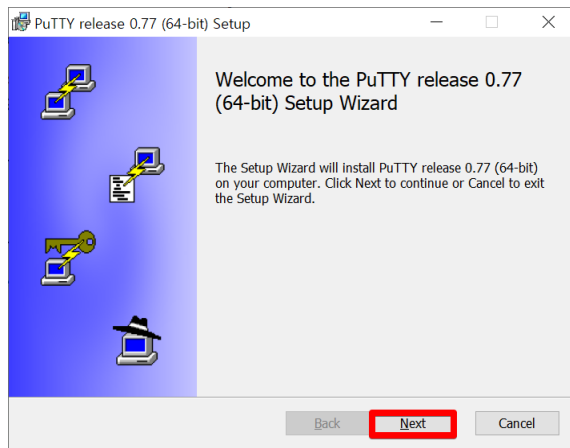 PuTTY release 0.77 (64-bit) Setup
Welcome to the PuTTY release 0.77
(64-bit) Setup Wizard
The Setup Wizard will install PuTTY release 0.77 (64-bit)
on your computer. Click Next to continue or Cancel to exit
the Setup Wizard.
Back Next Cancel